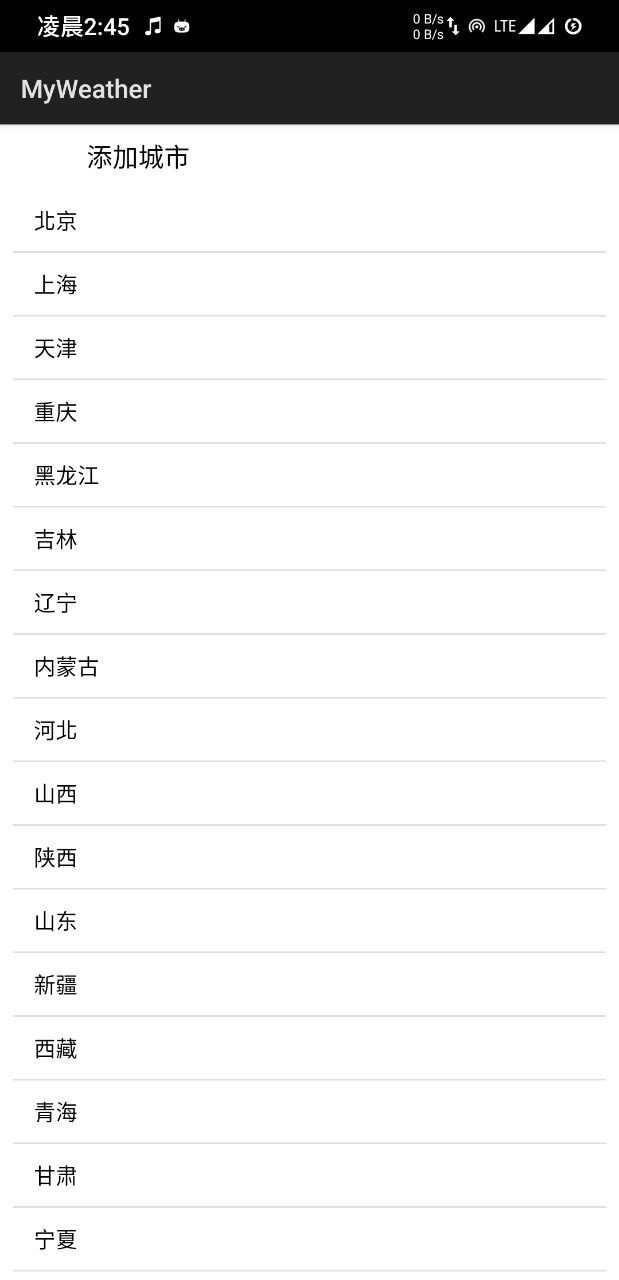 凌晨2:45
0 B/s
0 B/s
LTE
MyWeather
添加城市
北京
上海
天津
重庆
黑龙江
吉林
辽宁
内蒙古
河北
山西
陕西
山东
新疆
西藏
青海
甘肃
宁夏